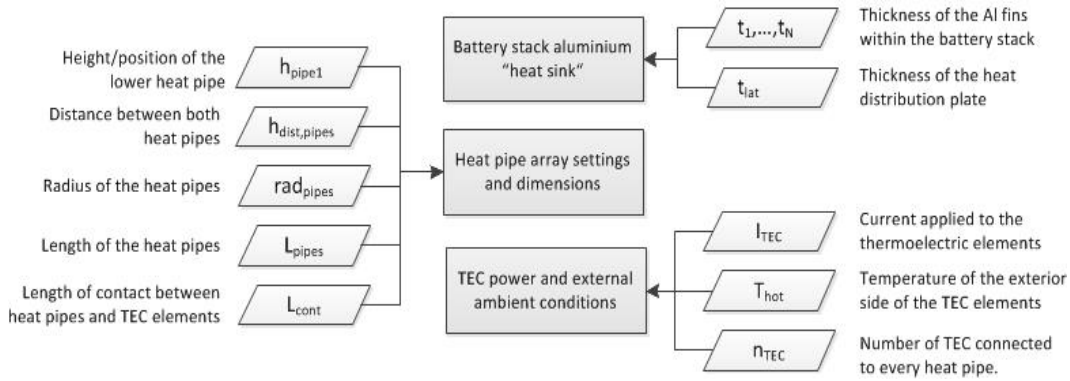 Height/position of the
lower heat pipe
h_pipe1
Distance between both
heat pipes
h_dist,pipes
Radius of the heat pipes
rad_pipes
Length of the heat pipes
L_pipes
Length of contact between
heat pipes and TEC elements
L_cont
Battery stack aluminium
“heat sink“
t_1,...,t_N
Thickness of the Al fins
within the battery stack
t_lat
Thickness of the heat
distribution plate
Heat pipe array settings
and dimensions
TEC power and external
ambient conditions
I_TEC
Current applied to the
thermoelectric elements
T_hot
Temperature of the exterior
side of the TEC elements
n_TEC
Number of TEC connected
to every heat pipe.